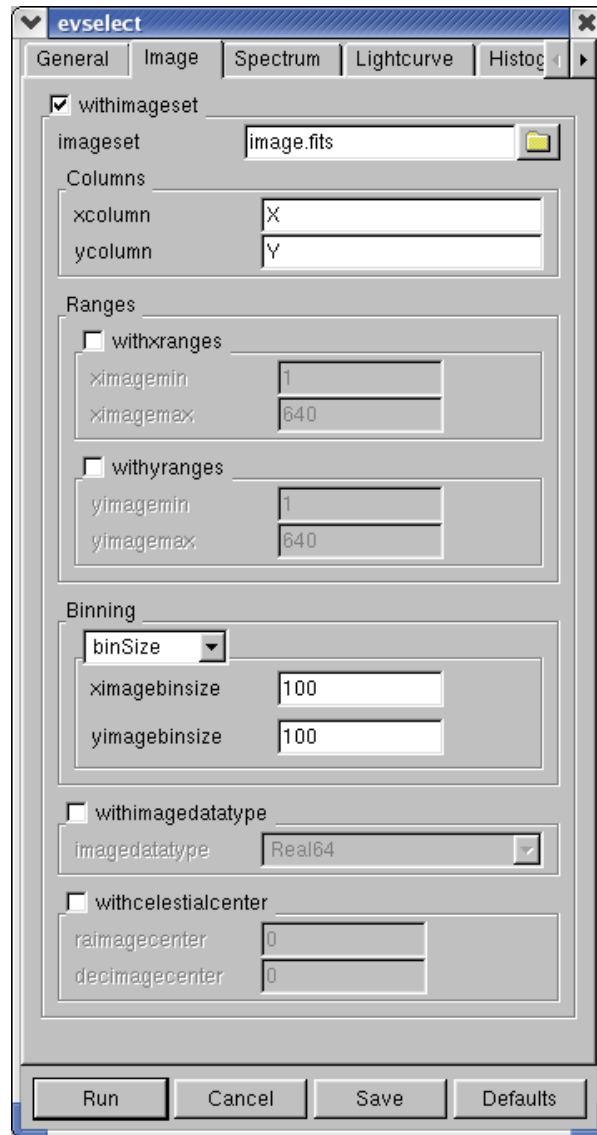 evselect
General Image Spectrum Lightcurve Histog
withimageset
imageset image.fits
Columns
xcolumn X
ycolumn Y
Ranges
withxranges
ximagemin 1
ximagemax 640
withyranges
yimagemin 1
yimagemax 640
Binning
binSize
ximagebinsize 100
yimagebinsize 100
withimagedatatype
imagedatatype Real64
withcelestialcenter
raimagecenter 0
decimagecenter 0
Run Cancel Save Defaults